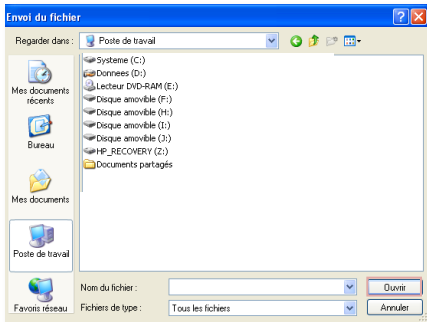 Envoi du fichier
Regarder dans :
Poste de travail
Mes documents
récents
Bureau
Mes documents
Poste de travail
Favoris réseau
Systeme (C:)
Donnees (D:)
Lecteur DVD-RAM (E:)
Disque amovible (F:)
Disque amovible (H:)
Disque amovible (I:)
Disque amovible (J:)
HP_RECOVERY (Z:)
Documents partagés
Nom du fichier :
Ouvrir
Fichiers de type :
Tous les fichiers
Annuler